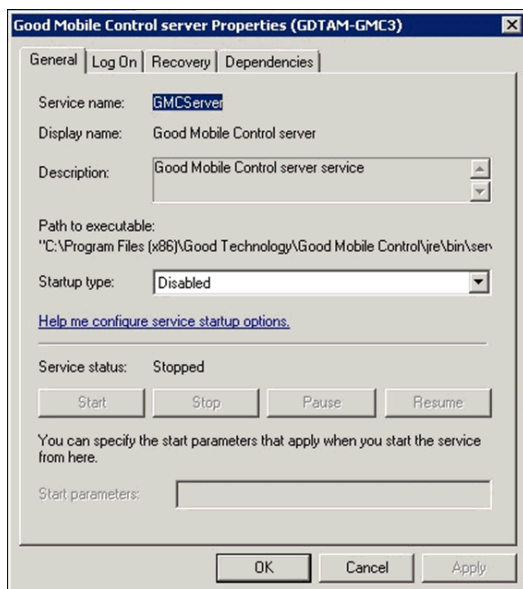 Good Mobile Control server Properties (GDTAM-GMC3)
General Log On Recovery Dependencies
Service name: GMCServer
Display name: Good Mobile Control server
Description: Good Mobile Control server service
Path to executable:
"C:\Program Files (x86)\Good Technology\Good Mobile Control\jre\bin\serv
Startup type: Disabled
Help me configure service startup options.
Service status: Stopped
Start Stop Pause Resume
You can specify the start parameters that apply when you start the service
from here.
Start parameters:
OK Cancel Apply